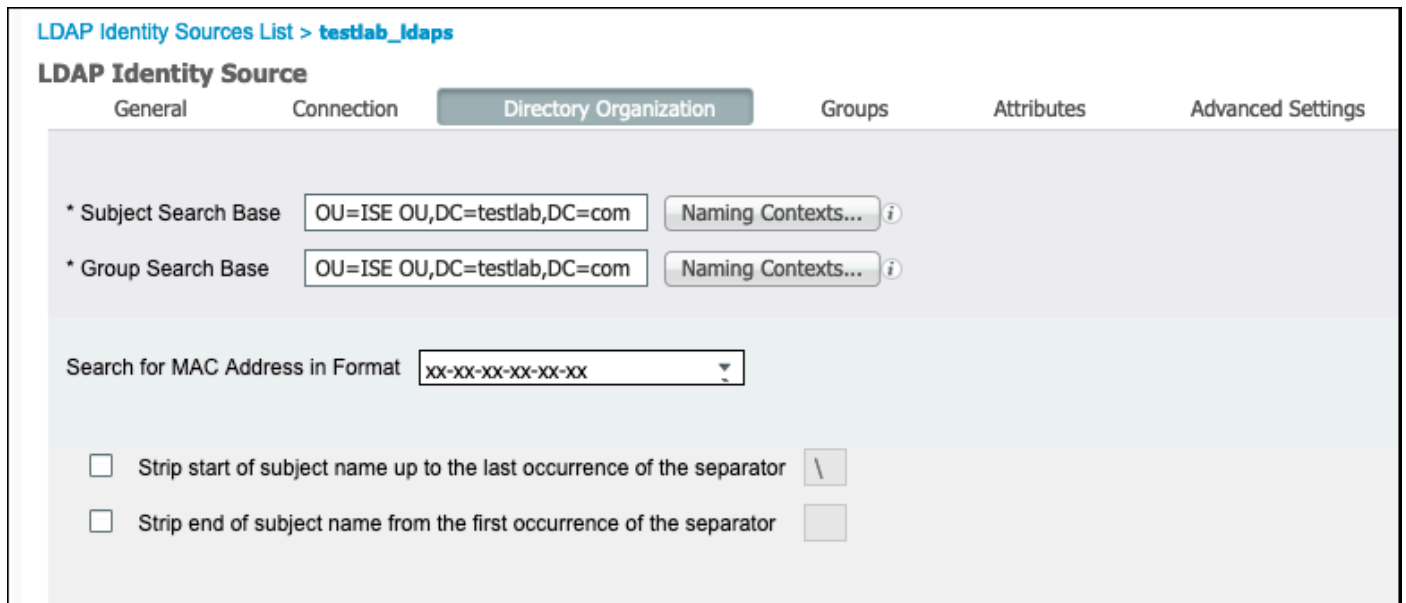 LDAP Identity Sources List > testlab_ldaps
LDAP Identity Source
General Connection Directory Organization Groups Attributes Advanced Settings
* Subject Search Base OU=ISE OU,DC=testlab,DC=com Naming Contexts... i
* Group Search Base OU=ISE OU,DC=testlab,DC=com Naming Contexts... i
Search for MAC Address in Format xx-xx-xx-xx-xx-xx
Strip start of subject name up to the last occurrence of the separator \
Strip end of subject name from the first occurrence of the separator